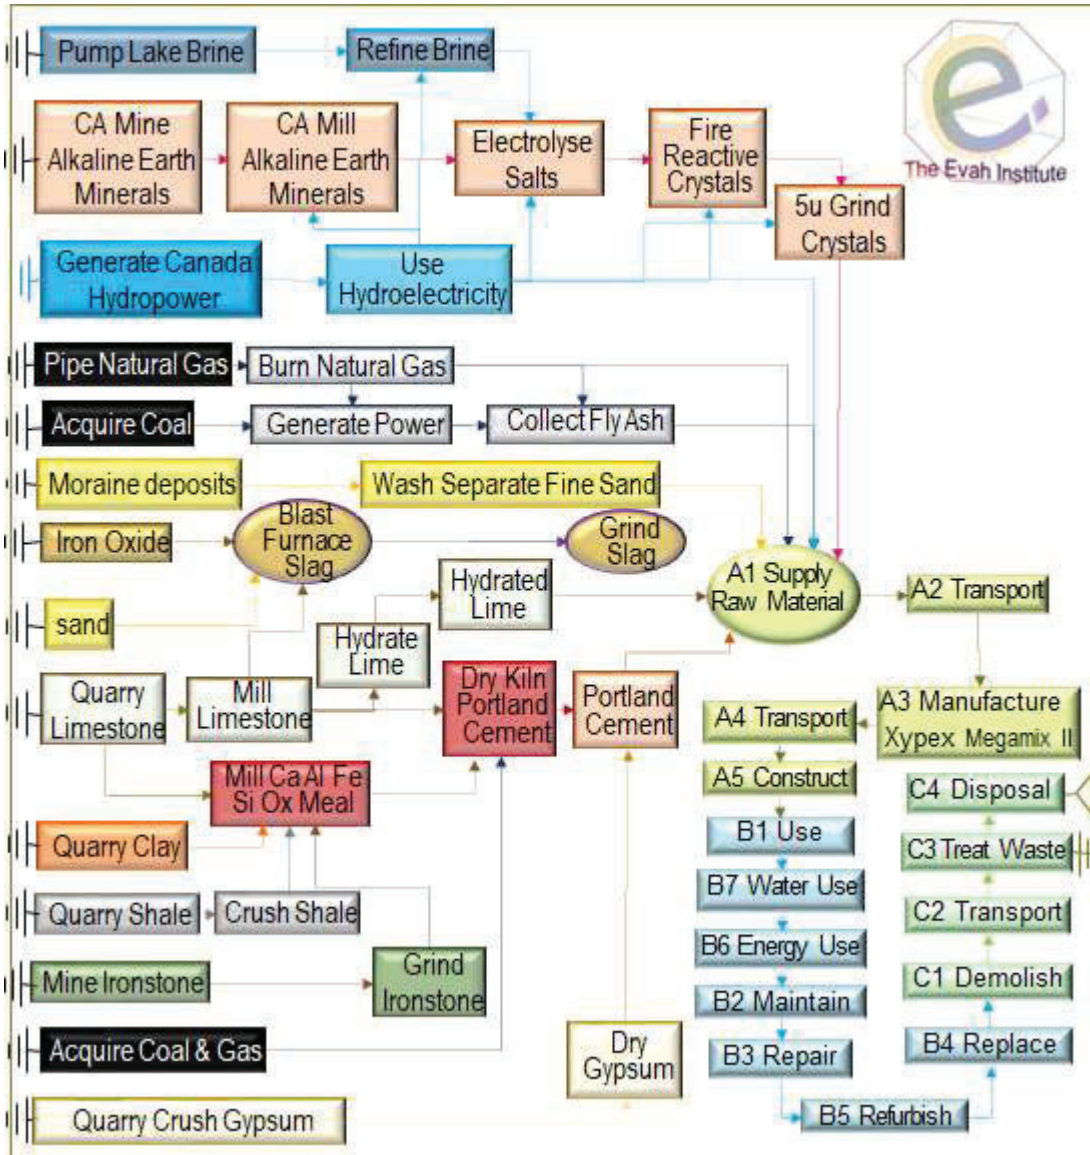 Pump Lake Brine
Refine Brine
CA Mine
Alkaline Earth
Minerals
CA Mill
Alkaline Earth
Minerals
Electrolyse
Salts
Fire
Reactive
Crystals
5u Grind
Crystals
e
The Evah Institute
Generate Canada
Hydropower
Use
Hydroelectricity
Pipe Natural Gas
Burn Natural Gas
Acquire Coal
Generate Power
Collect Fly Ash
Moraine deposits
Wash Separate Fine Sand
Iron Oxide
Blast
Furnace
Slag
Grind
Slag
sand
Hydrated
Lime
Hydrate
Lime
A1 Supply
Raw Material
A2 Transport
Quarry
Limestone
Mill
Limestone
Dry Kiln
Portland
Cement
Portland
Cement
A3 Manufacture
Xypex Megamix II
A4 Transport
A5 Construct
Mill Ca Al Fe
Si Ox Meal
C4 Disposal
B1 Use
C3 Treat Waste
Quarry Clay
B7 Water Use
C2 Transport
Quarry Shale
Crush Shale
B6 Energy Use
C1 Demolish
Mine Ironstone
Grind
Ironstone
B2 Maintain
B4 Replace
Acquire Coal & Gas
Dry
Gypsum
B3 Repair
B5 Refurbish
Quarry Crush Gypsum